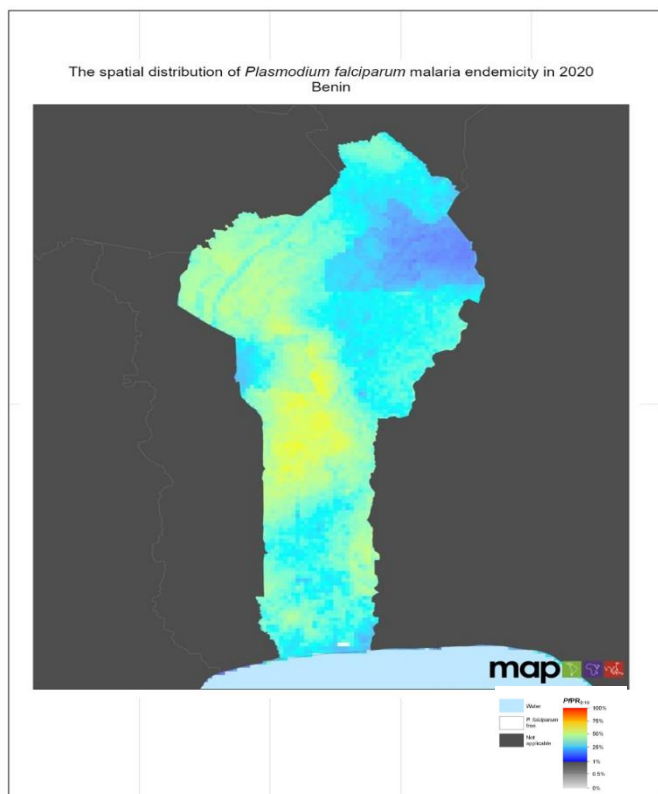 The spatial distribution of Plasmodium falciparum malaria endemicity in 2020
Benin
map
Water
P. falciparum
free
Not
applicable
PfPR2-10
100%
75%
50%
25%
1%
0.5%
0%